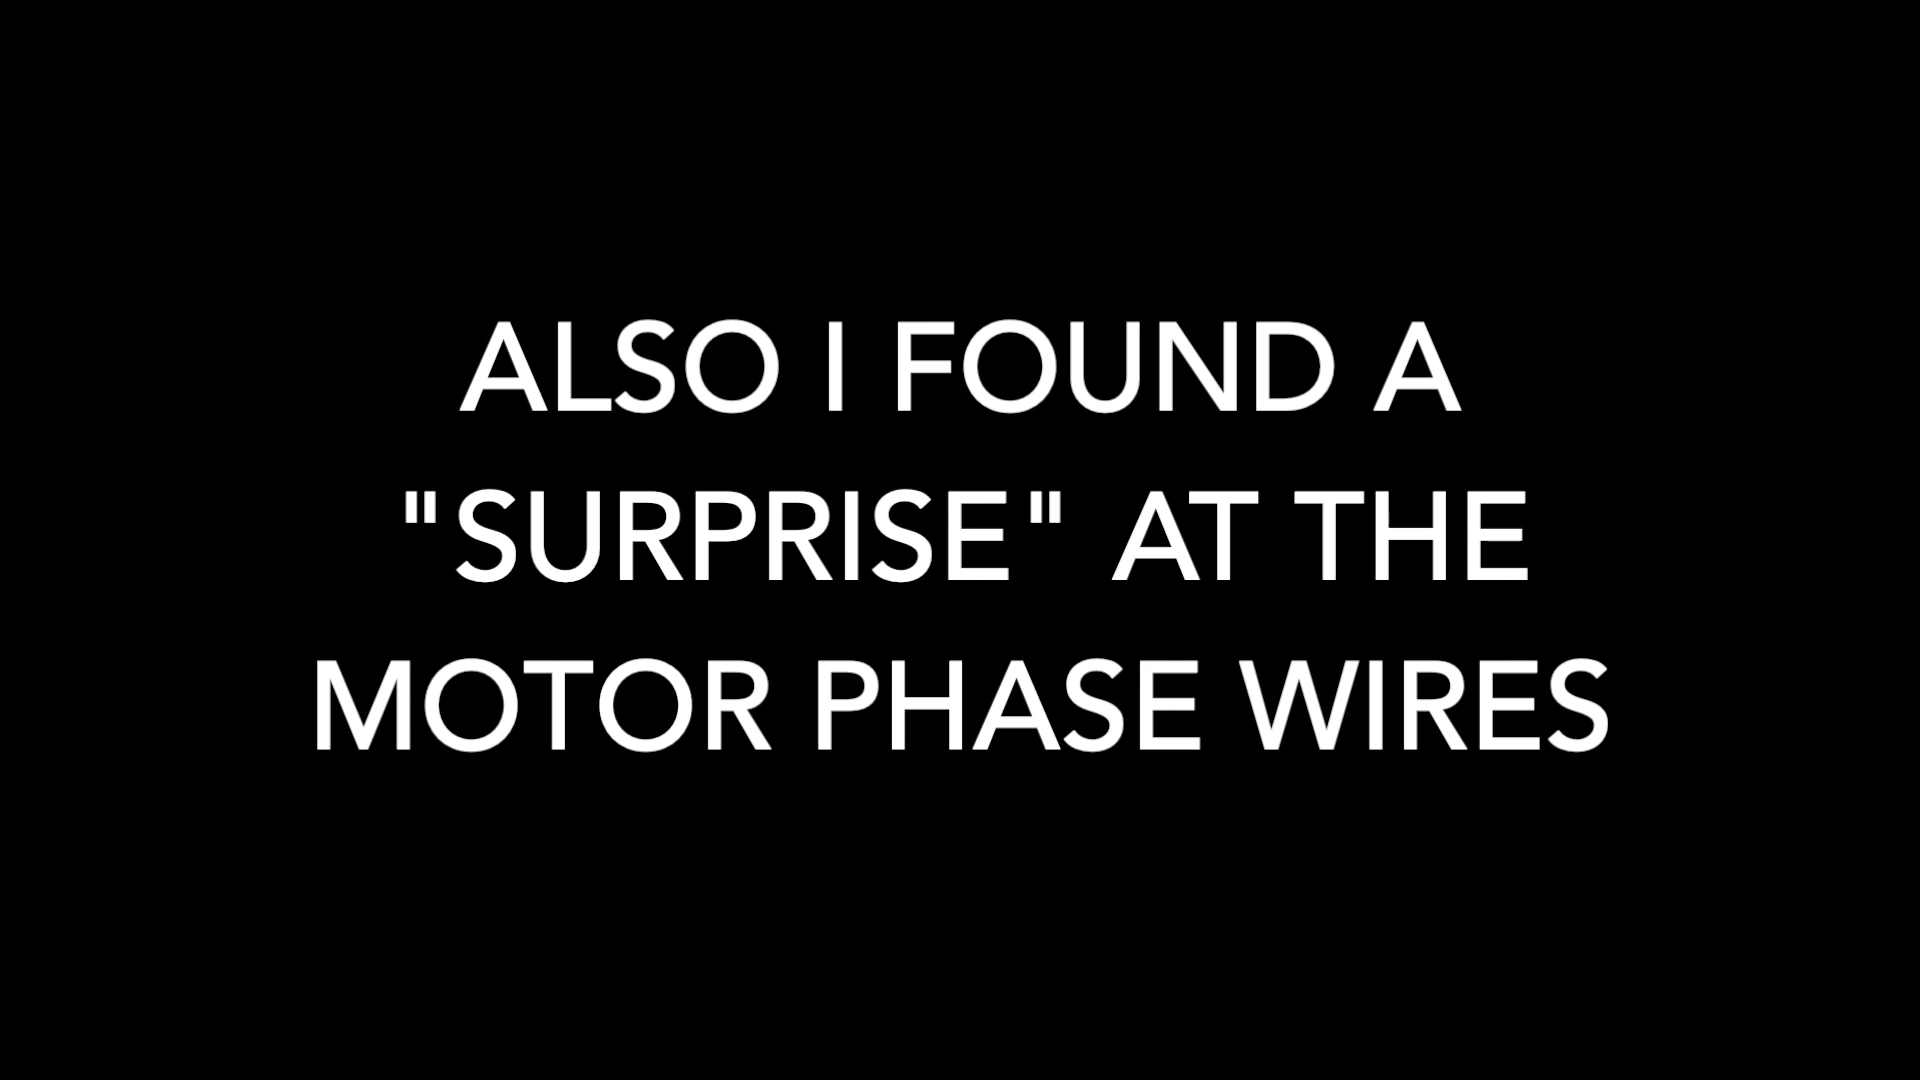 ALSO I FOUND A
"SURPRISE" AT THE
MOTOR PHASE WIRES